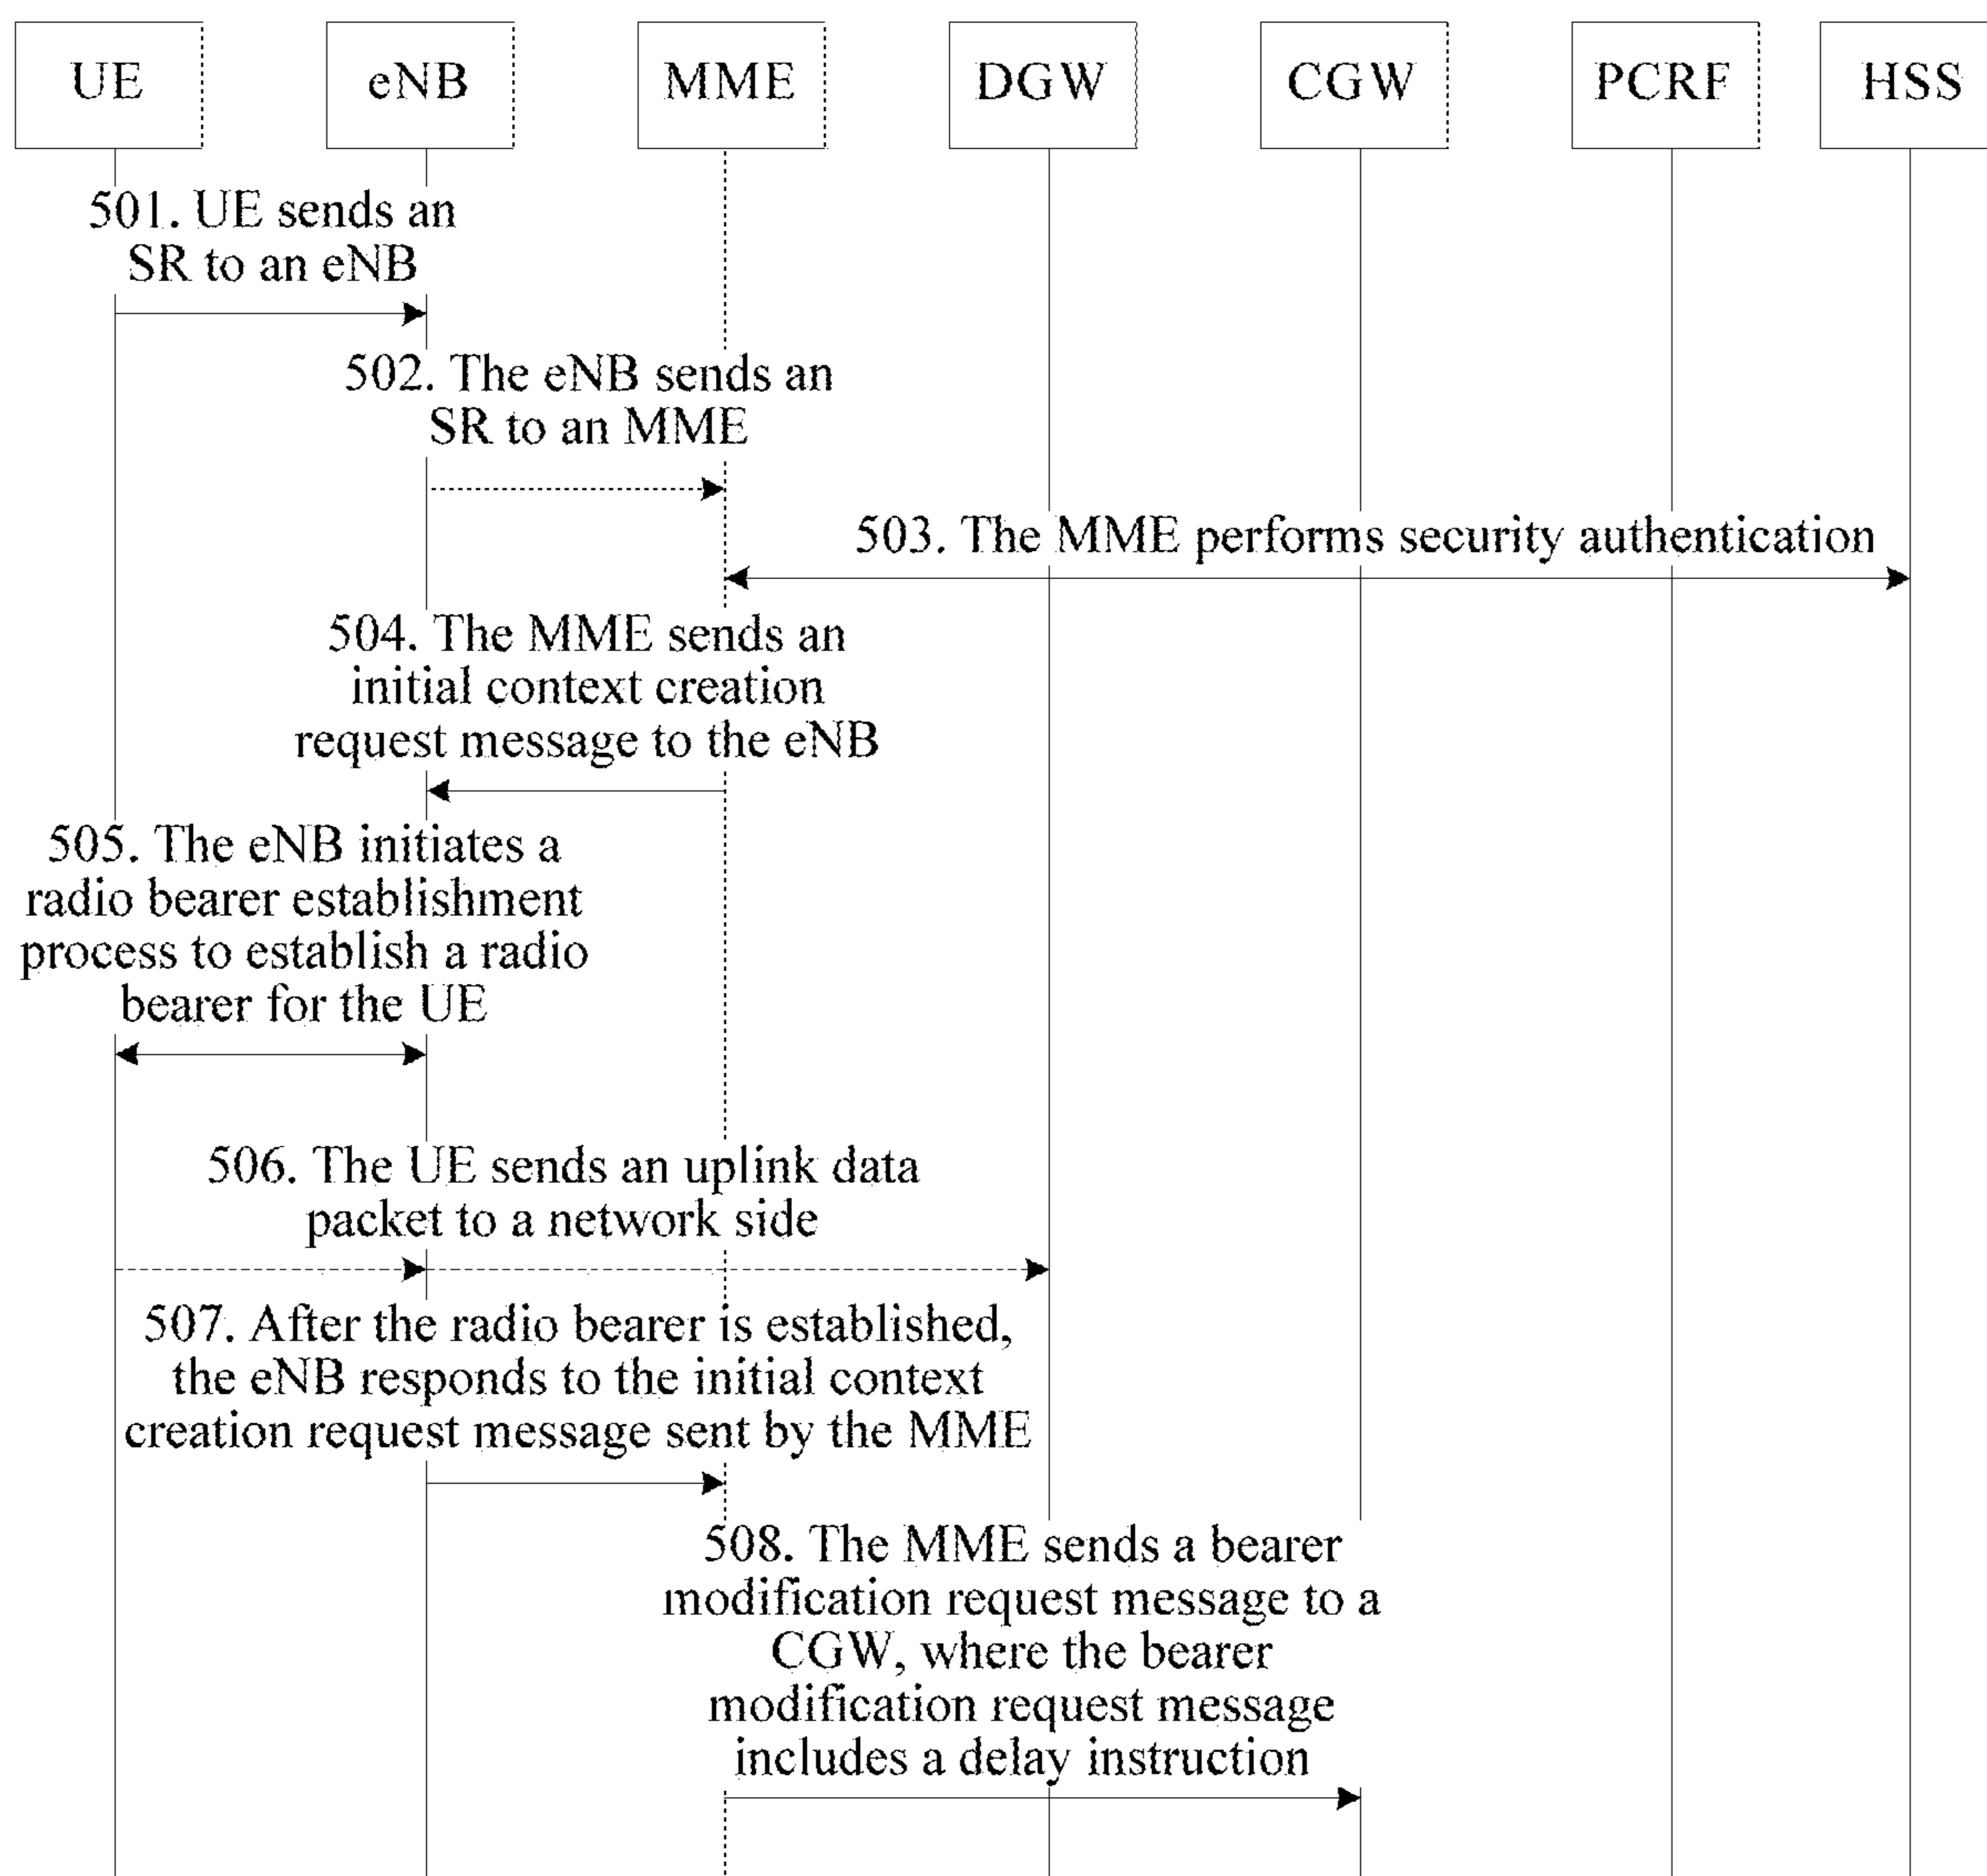 UE
eNB
MME
DGW
CGW
PCRF
HSS
501. UE sends an
SR to an eNB
502. The eNB sends an
SR to an MME
503. The MME performs security authentication
504. The MME sends an
initial context creation
request message to the eNB
505. The eNB initiates a
radio bearer establishment
process to establish a radio
bearer for the UE
506. The UE sends an uplink data
packet to a network side
507. After the radio bearer is established,
the eNB responds to the initial context
creation request message sent by the MME
508. The MME sends a bearer
modification request message to a
CGW, where the bearer
modification request message
includes a delay instruction